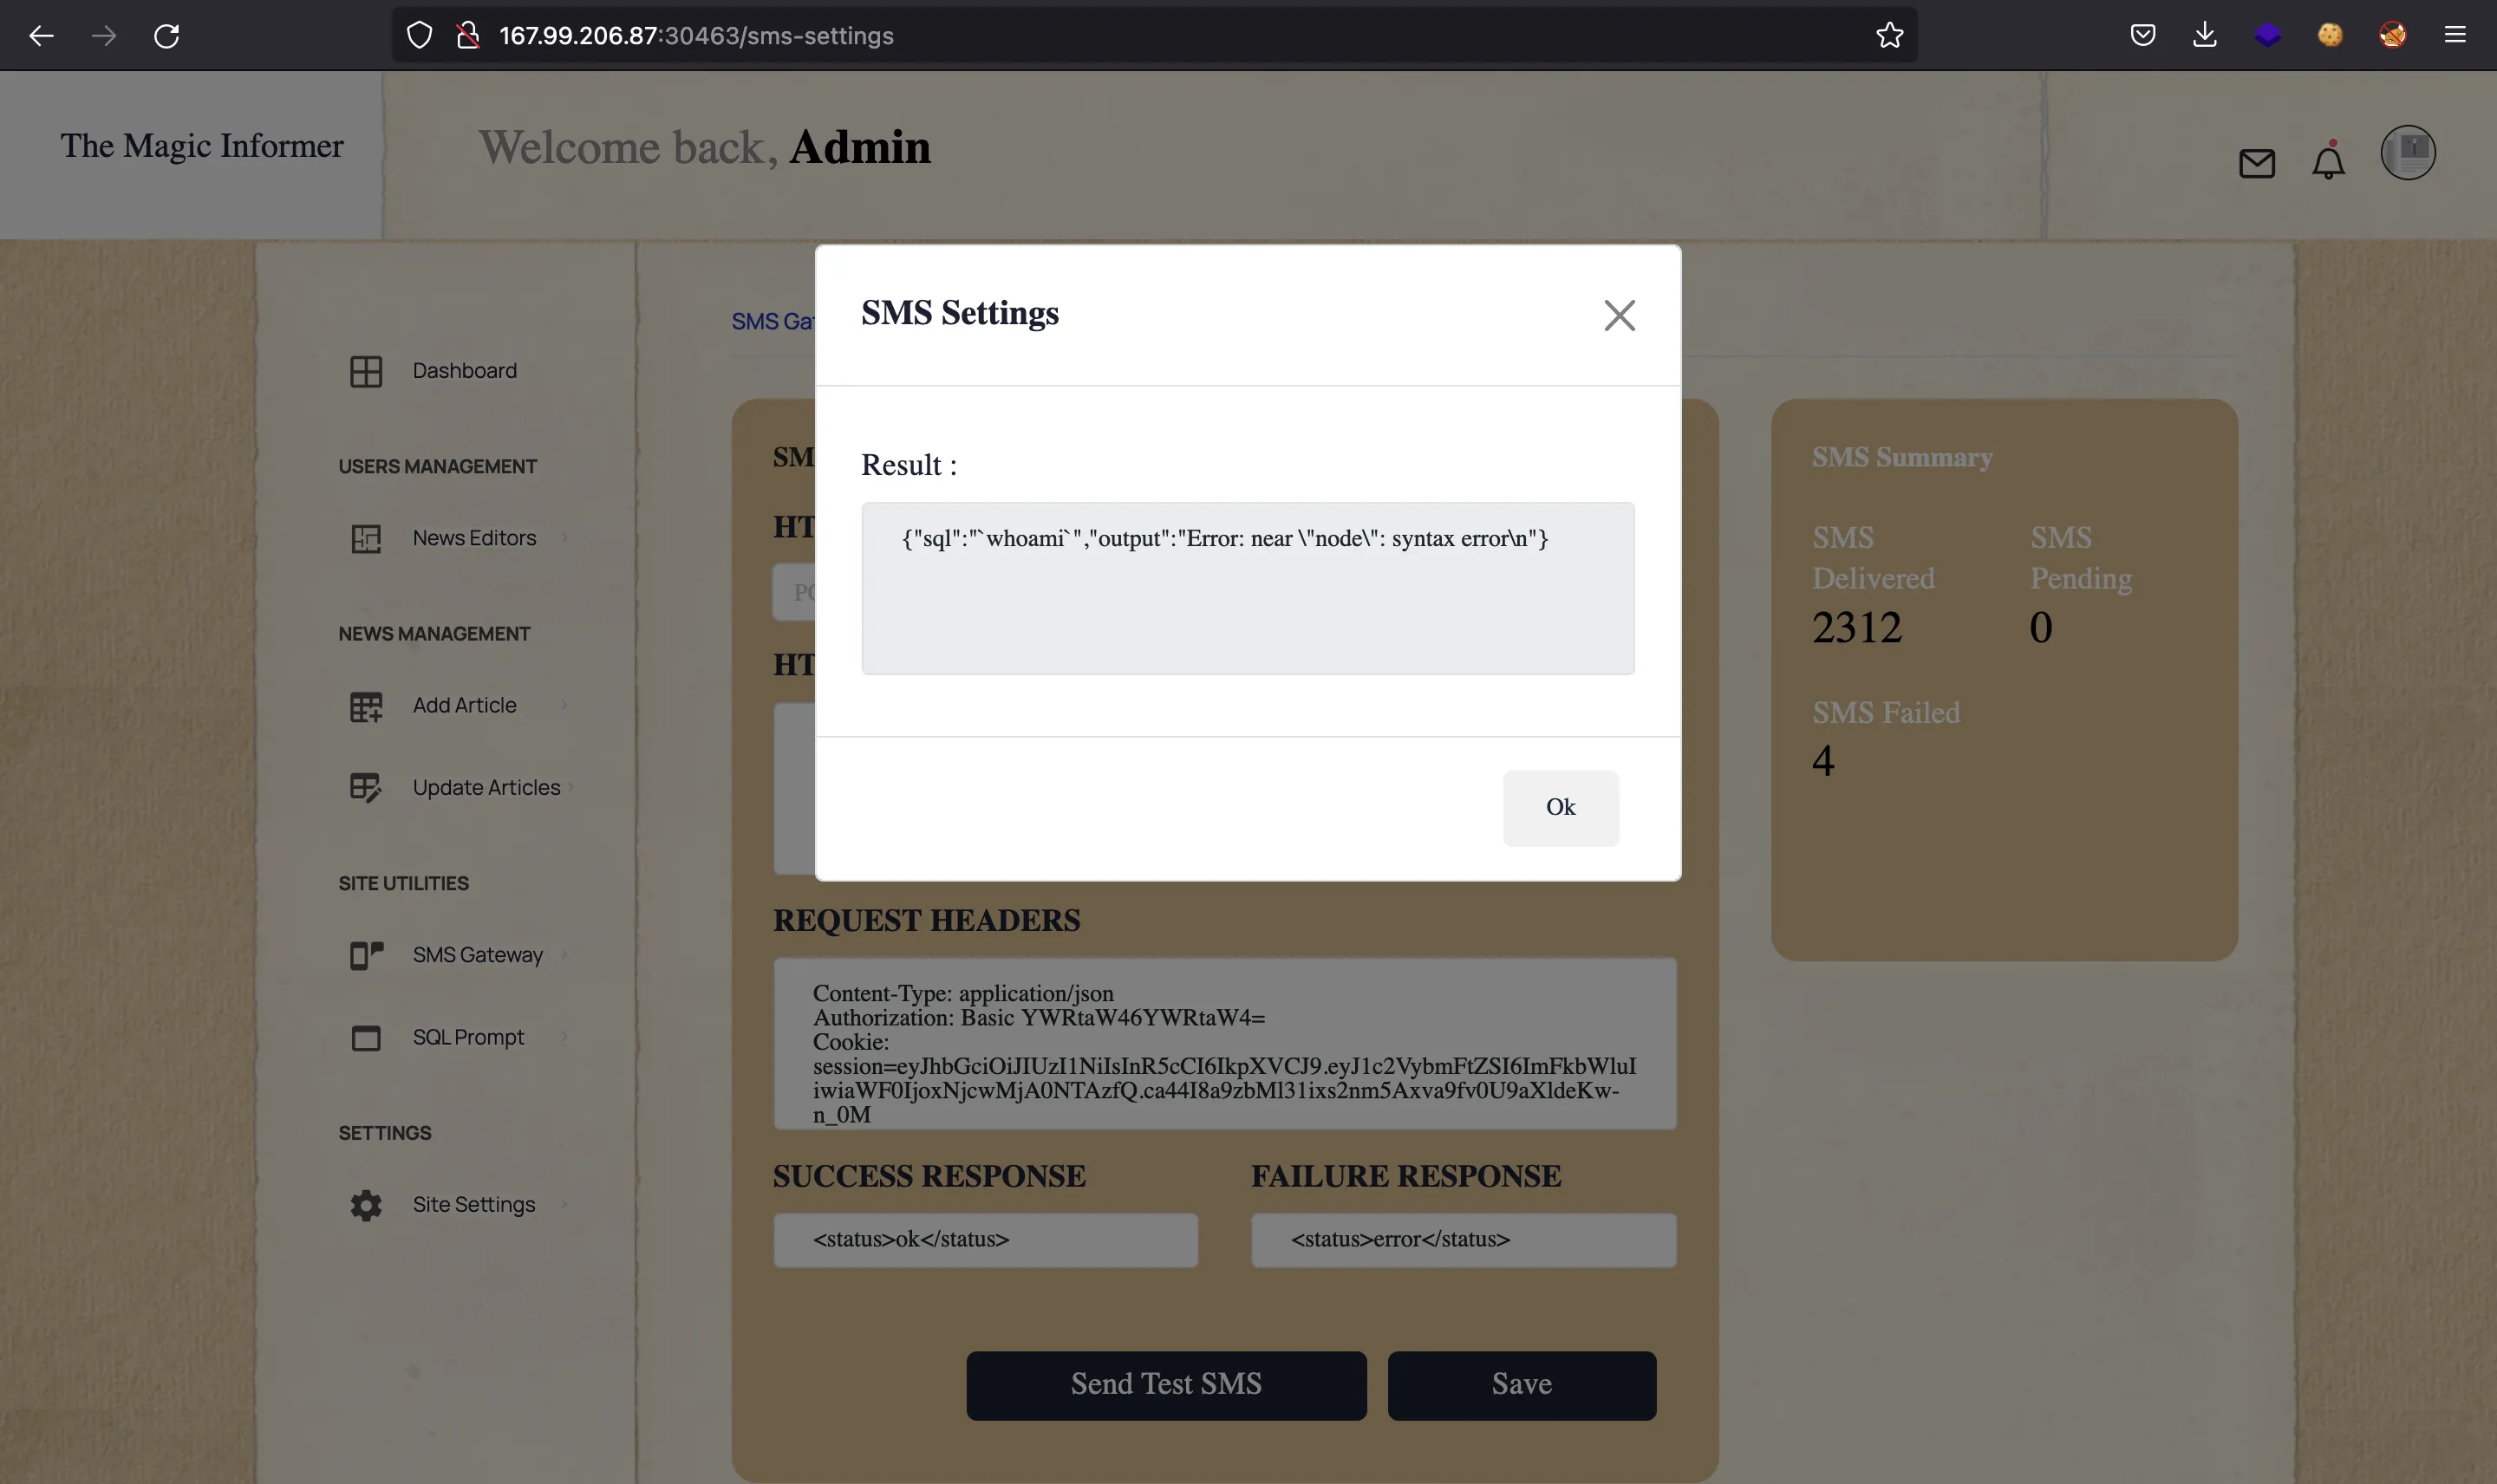 167.99.206.87:30463/sms-settings
The Magic Informer
Welcome back, Admin
Dashboard
USERS MANAGEMENT
News Editors
NEWS MANAGEMENT
Add Article
Update Articles
SITE UTILITIES
SMS Gateway
SQL Prompt
SETTINGS
Site Settings
SMS Ga
SM
HT
PO
HT
SMS Settings
Result :
{"sql":"`whoami`","output":"Error: near \"node\": syntax error\n"}
Ok
REQUEST HEADERS
Content-Type: application/json
Authorization: Basic YWRtaW46YWRtaW4=
Cookie:
session=eyJhbGciOiJIUzI1NiIsInR5cCI6IkpXVCJ9.eyJ1c2VybmFtZSI6ImFkbWluI
iwiaWF0IjoxNjcwMjA0NTAzfQ.ca44I8a9zbMl31ixs2nm5Axva9fv0U9aXldeKw-
n_0M
SUCCESS RESPONSE
FAILURE RESPONSE
<status>ok</status>
<status>error</status>
Send Test SMS
Save
SMS Summary
SMS Delivered
2312
SMS Pending
0
SMS Failed
4